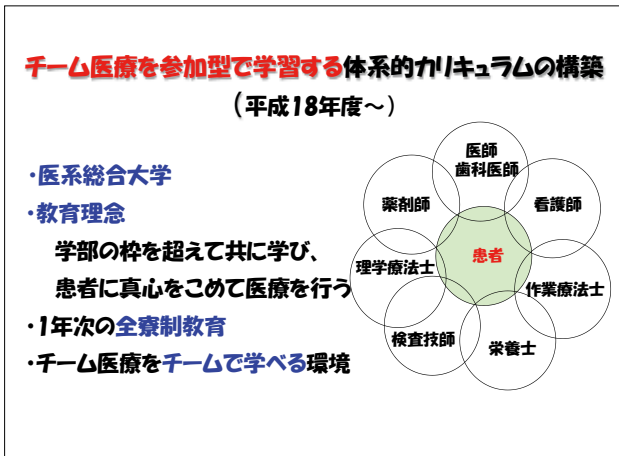 チーム医療を参加型で学習する体系的カリキュラムの構築
(平成18年度～)
・医系総合大学
・教育理念
学部の枠を超えて共に学び、
患者に真心をこめて医療を行う
・1年次の全寮制教育
・チーム医療をチームで学べる環境
医師
歯科医師
薬剤師
看護師
患者
理学療法士
作業療法士
検査技師
栄養士